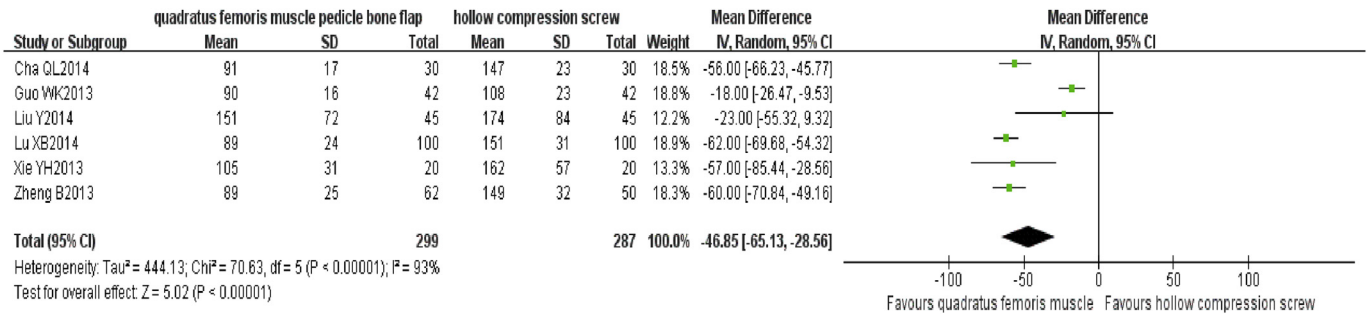 quadratus femoris muscle pedicle bone flap hollow compression screw Mean Difference Mean Difference
Study or Subgroup Mean SD Total Mean SD Total Weight IV, Random, 95% CI IV, Random, 95% CI
Cha QL2014 91 17 30 147 23 30 18.5% -56.00 [-66.23, -45.77]
Guo WK2013 90 16 42 108 23 42 18.8% -18.00 [-26.47, -9.53]
Liu Y2014 151 72 45 174 84 45 12.2% -23.00 [-55.32, 9.32]
Lu XB2014 89 24 100 151 31 100 18.9% -62.00 [-69.68, -54.32]
Xie YH2013 105 31 20 162 57 20 13.3% -57.00 [-85.44, -28.56]
Zheng B2013 89 25 62 149 32 50 18.3% -60.00 [-70.84, -49.16]
Total (95% CI) 299 287 100.0% -46.85 [-65.13, -28.56]
Heterogeneity: Tau² = 444.13; Chi² = 70.63, df = 5 (P < 0.00001); I² = 93%
Test for overall effect: Z = 5.02 (P < 0.00001)
-100 -50 0 50 100
Favours quadratus femoris muscle Favours hollow compression screw